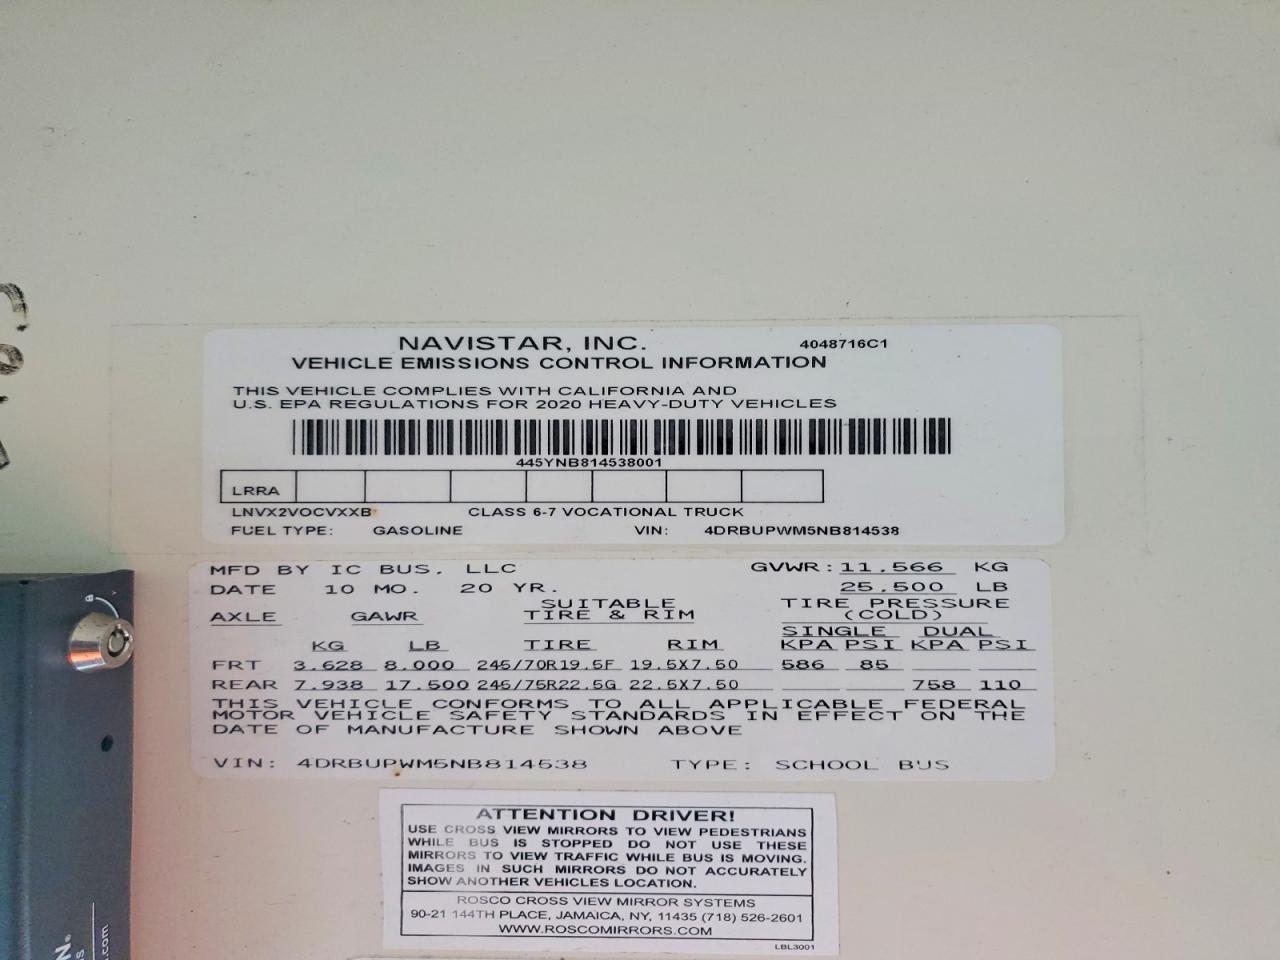 NAVISTAR, INC. 4048716C1
VEHICLE EMISSIONS CONTROL INFORMATION
THIS VEHICLE COMPLIES WITH CALIFORNIA AND
U.S. EPA REGULATIONS FOR 2020 HEAVY-DUTY VEHICLES
445YNB814538001
LRRA
LNVX2VOCVXXB CLASS 6-7 VOCATIONAL TRUCK
FUEL TYPE: GASOLINE VIN: 4DRBUPWM5NB814538
MFD BY IC BUS, LLC GVWR: 11,566 KG
DATE 10 MO. 20 YR. 25,500 LB
SUITABLE TIRE PRESSURE
AXLE GAWR TIRE & RIM (COLD)
SINGLE DUAL
KG LB TIRE RIM KPA PSI KPA PSI
FRT 3,628 8,000 245/70R19.5F 19.5X7.50 586 85
REAR 7,938 17,500 245/75R22.5G 22.5X7.50 758 110
THIS VEHICLE CONFORMS TO ALL APPLICABLE FEDERAL
MOTOR VEHICLE SAFETY STANDARDS IN EFFECT ON THE
DATE OF MANUFACTURE SHOWN ABOVE
VIN: 4DRBUPWM5NB814538 TYPE: SCHOOL BUS
ATTENTION DRIVER!
USE CROSS VIEW MIRRORS TO VIEW PEDESTRIANS
WHILE BUS IS STOPPED DO NOT USE THESE
MIRRORS TO VIEW TRAFFIC WHILE BUS IS MOVING.
IMAGES IN SUCH MIRRORS DO NOT ACCURATELY
SHOW ANOTHER VEHICLES LOCATION.
ROSCO CROSS VIEW MIRROR SYSTEMS
90-21 144TH PLACE, JAMAICA, NY, 11435 (718) 526-2601
WWW.ROSCOMIRRORS.COM
LBL3001